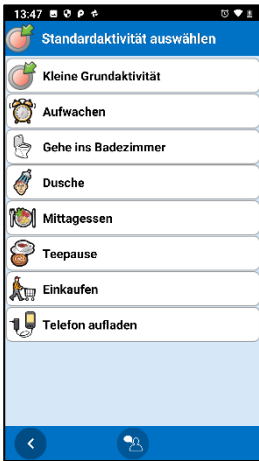 13:47
Standardaktivität auswählen
Kleine Grundaktivität
Aufwachen
Gehe ins Badezimmer
Dusche
Mittagessen
Teepause
Einkaufen
Telefon aufladen